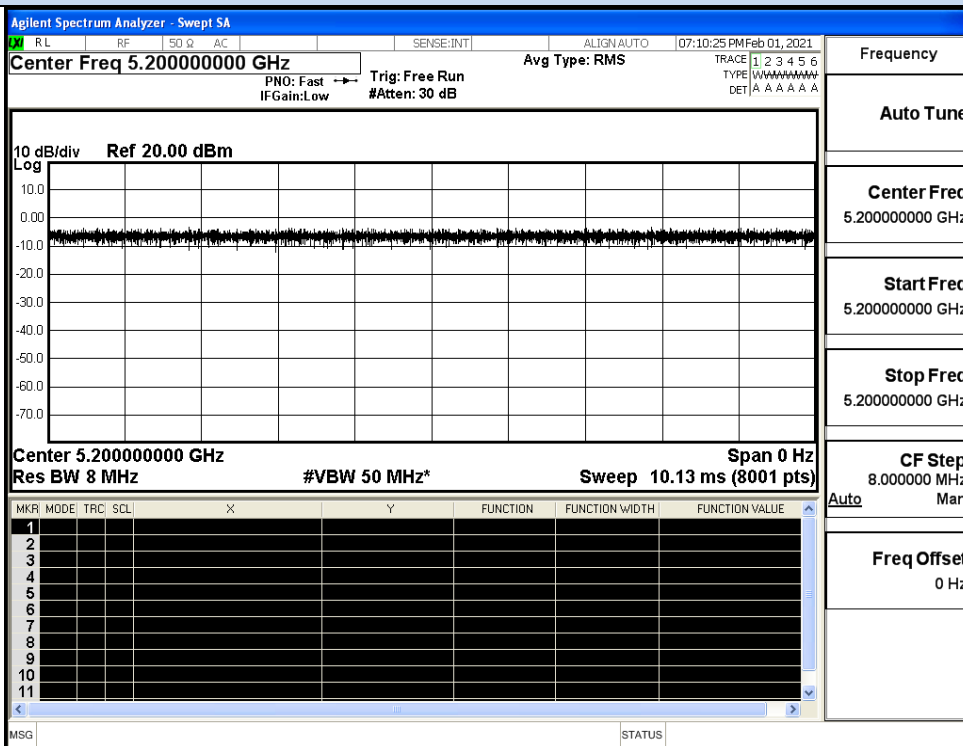 Agilent Spectrum Analyzer - Swept SA
LXI RL RF 50 Ω AC SENSE:INT ALIGNAUTO 07:10:25 PM Feb 01, 2021
Center Freq 5.200000000 GHz Avg Type: RMS TRACE 1 2 3 4 5 6
PNO: Fast Trig: Free Run TYPE WWWWWW
IFGain:Low #Atten: 30 dB DET A A A A A A
10 dB/div Ref 20.00 dBm
Log
10.0
0.00
-10.0
-20.0
-30.0
-40.0
-50.0
-60.0
-70.0
Center 5.200000000 GHz Span 0 Hz
Res BW 8 MHz #VBW 50 MHz* Sweep 10.13 ms (8001 pts)
MKR MODE TRC SCL X Y FUNCTION FUNCTION WIDTH FUNCTION VALUE
1
2
3
4
5
6
7
8
9
10
11
MSG STATUS
Frequency
Auto Tune
Center Freq
5.200000000 GHz
Start Freq
5.200000000 GHz
Stop Freq
5.200000000 GHz
CF Step
8.000000 MHz
Auto Man
Freq Offset
0 Hz